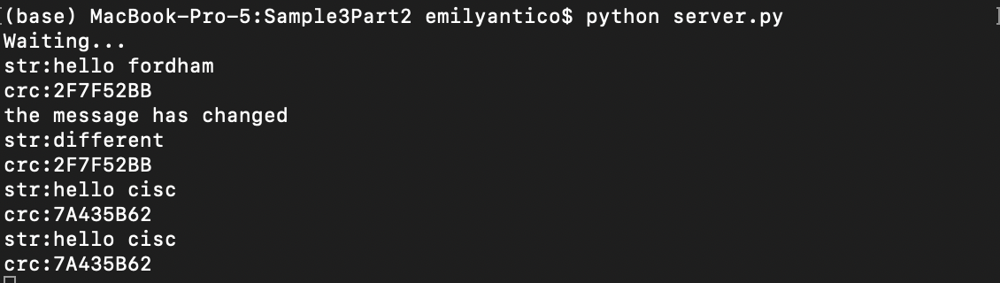 (base) MacBook-Pro-5:Sample3Part2 emilyantico$ python server.py
Waiting...
str:hello fordham
crc:2F7F52BB
the message has changed
str:different
crc:2F7F52BB
str:hello cisc
crc:7A435B62
str:hello cisc
crc:7A435B62